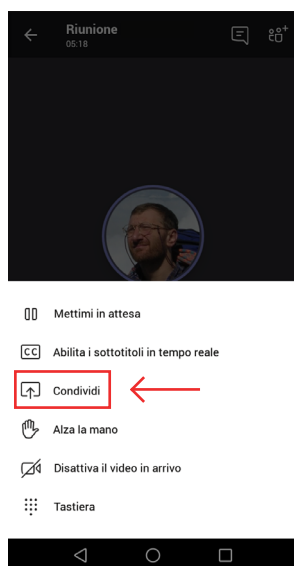 Riunione
05:18
Mettimi in attesa
CC Abilita i sottotitoli in tempo reale
Condividi
Alza la mano
Disattiva il video in arrivo
Tastiera